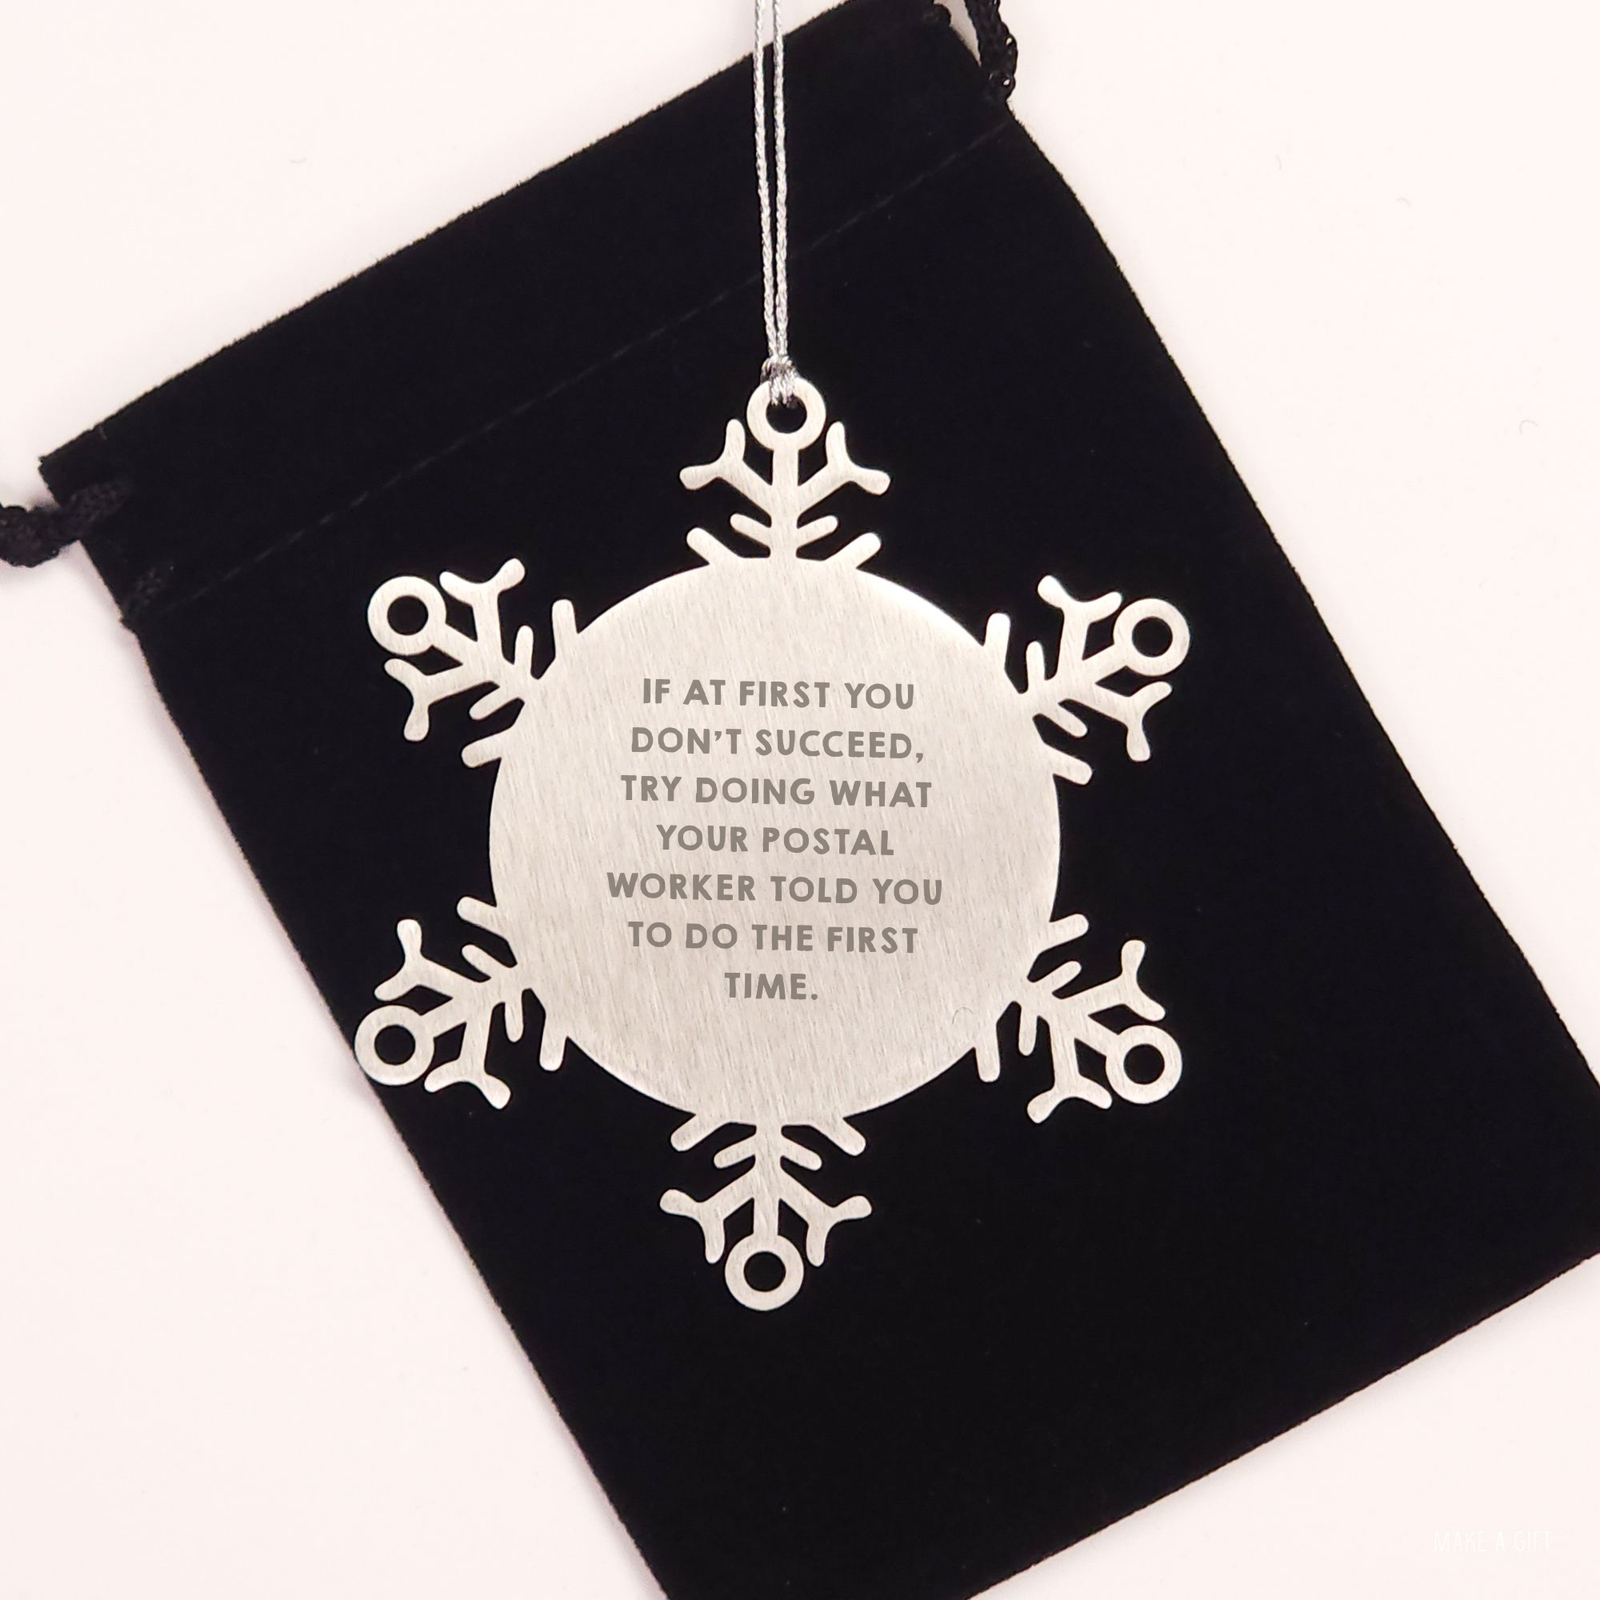 IF AT FIRST YOU
DON'T SUCCEED,
TRY DOING WHAT
YOUR POSTAL
WORKER TOLD YOU
TO DO THE FIRST
TIME.
MAKE A GIFT